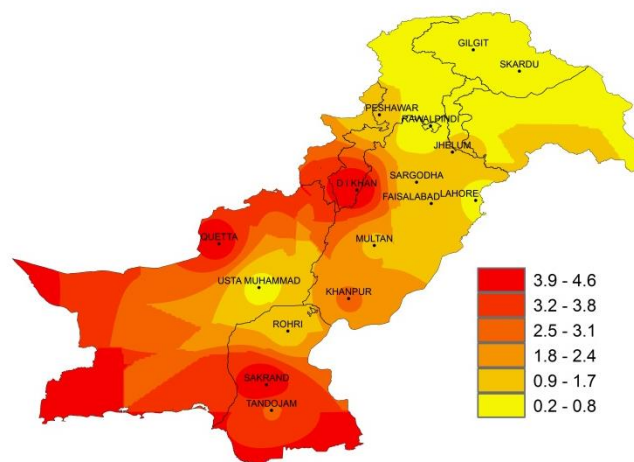 GILGIT
SKARDU
PESHAWAR
RAWALPINDI
JHELUM
D I KHAN
SARGODHA
FAISALABAD
LAHORE
QUETTA
MULTAN
USTA MUHAMMAD
KHANPUR
ROHRI
SAKRAND
TANDOJAM
3.9 - 4.6
3.2 - 3.8
2.5 - 3.1
1.8 - 2.4
0.9 - 1.7
0.2 - 0.8